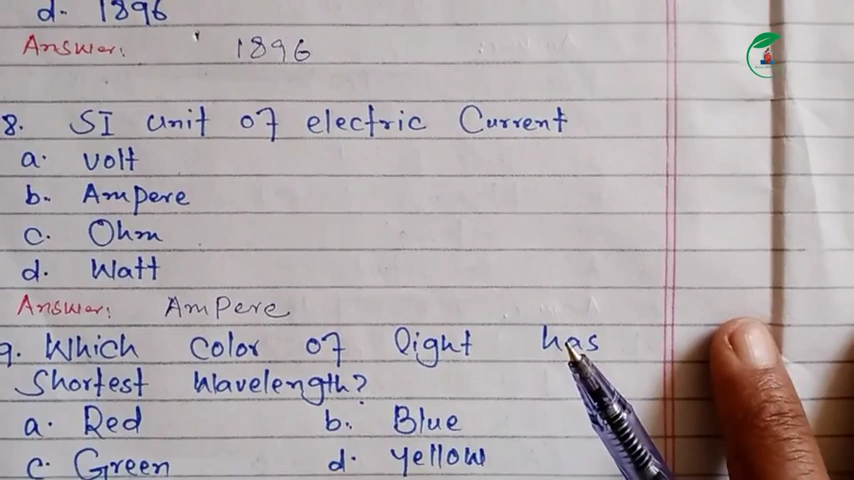 d. 1896
Answer: 1896
8. SI unit of electric Current
a. volt
b. Ampere
c. Ohm
d. Watt
Answer: Ampere
9. Which color of light has
Shortest Wavelength?
a. Red b. Blue
c. Green d. yellow